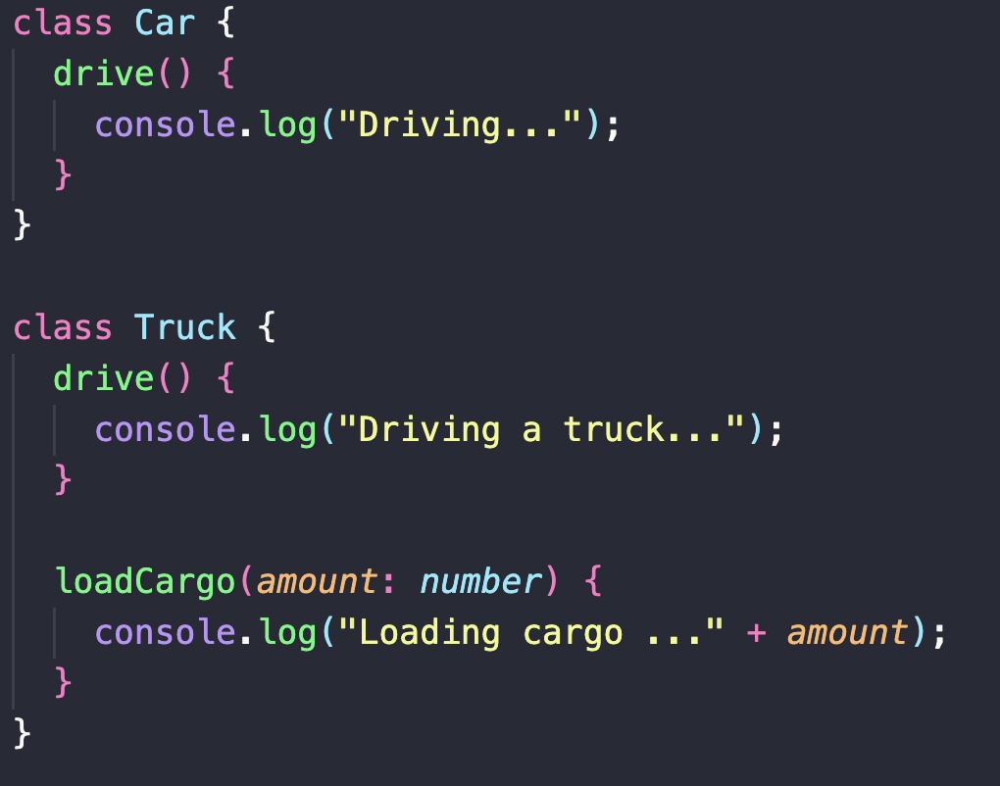 class Car {
  drive() {
    console.log("Driving...");
  }
}

class Truck {
  drive() {
    console.log("Driving a truck...");
  }

  loadCargo(amount: number) {
    console.log("Loading cargo ..." + amount);
  }
}